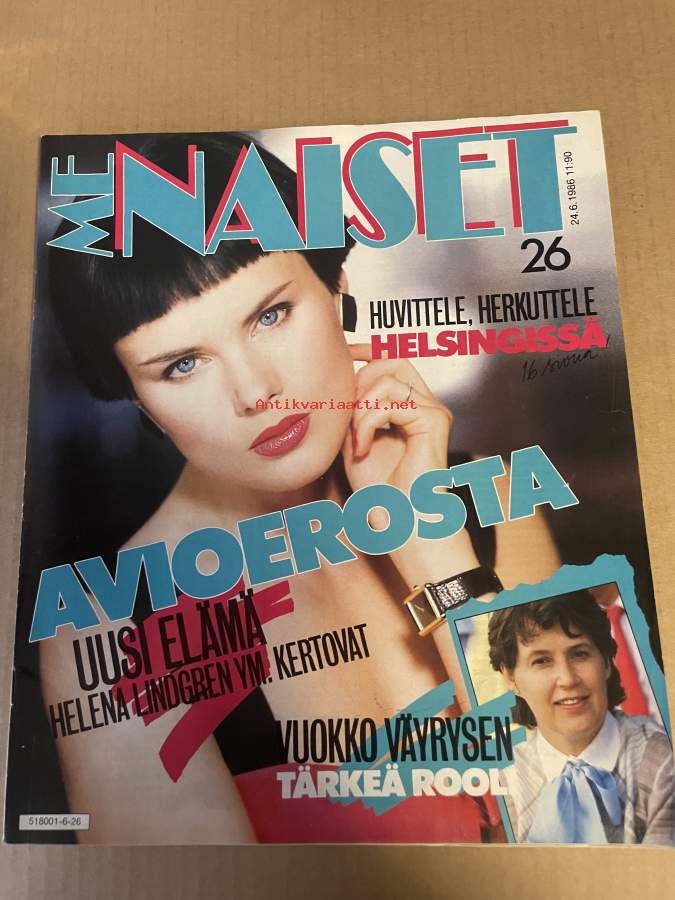 ME NAISET
24.6.1986 11:90
26
HUVITTELE, HERKUTTELE
HELSINGISSÄ
16 sivua
Antikvariaatti.net
AVIOEROSTA
UUSI ELÄMÄ
HELENA LINDGREN YM. KERTOVAT
VUOKKO VÄYRYSEN
TÄRKEÄ ROOLI
518001-6-26